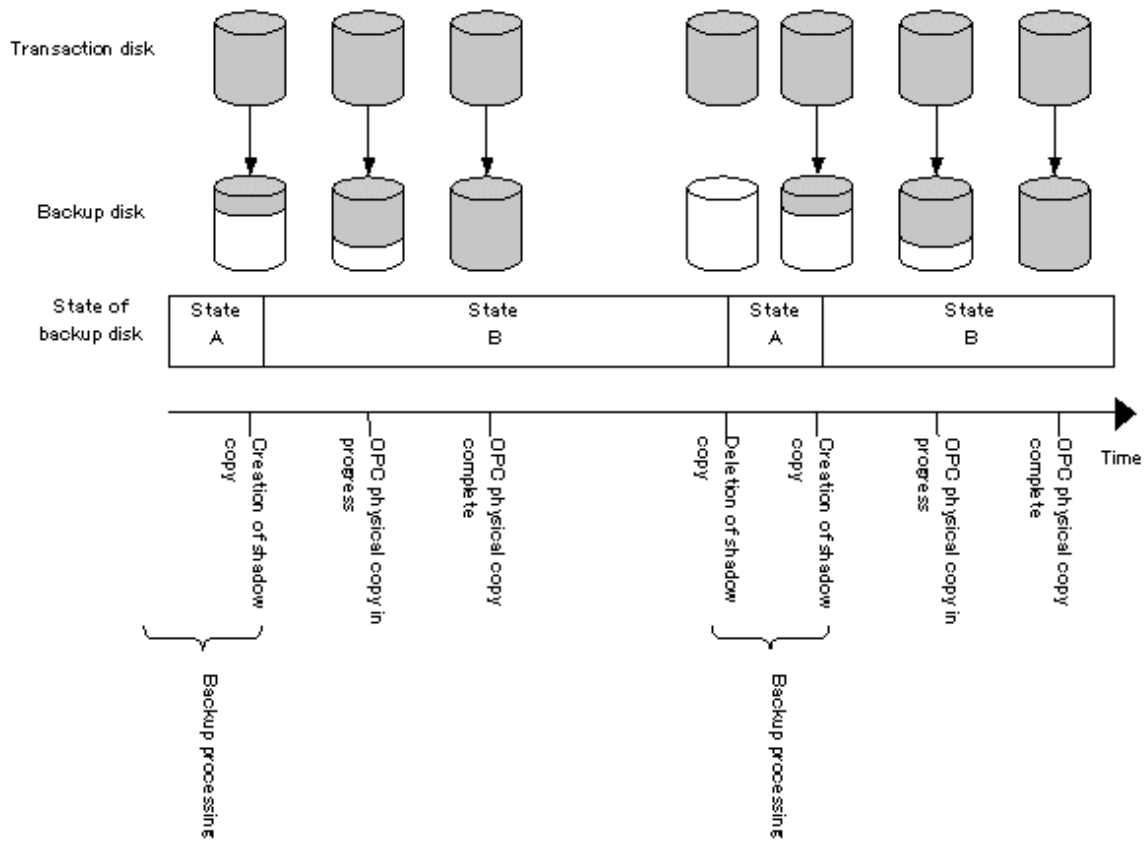 Transaction disk
Backup disk
State of
backup disk
State
A
State
B
State
A
State
B
Time
Creation of shadow
copy
OPC physical copy in
progress
OPC physical copy
complete
Deletion of shadow
copy
Creation of shadow
copy
OPC physical copy in
progress
OPC physical copy
complete
Backup processing
Backup processing